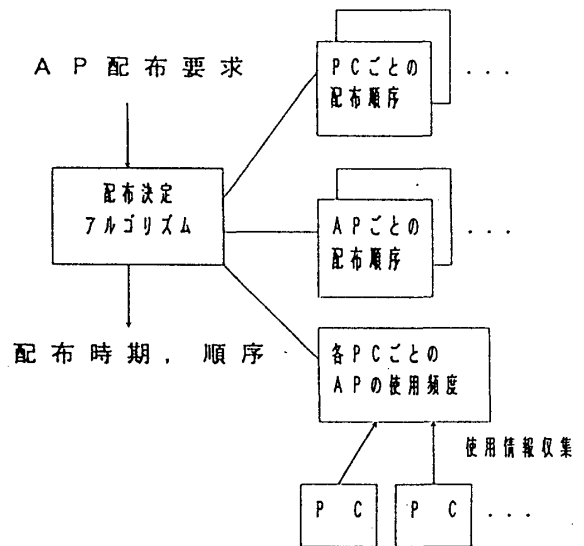 AP配布要求
PCごとの
配布順序
...
配布決定
アルゴリズム
APごとの
配布順序
...
配布時期，順序
各PCごとの
APの使用頻度
使用情報収集
PC
PC
...